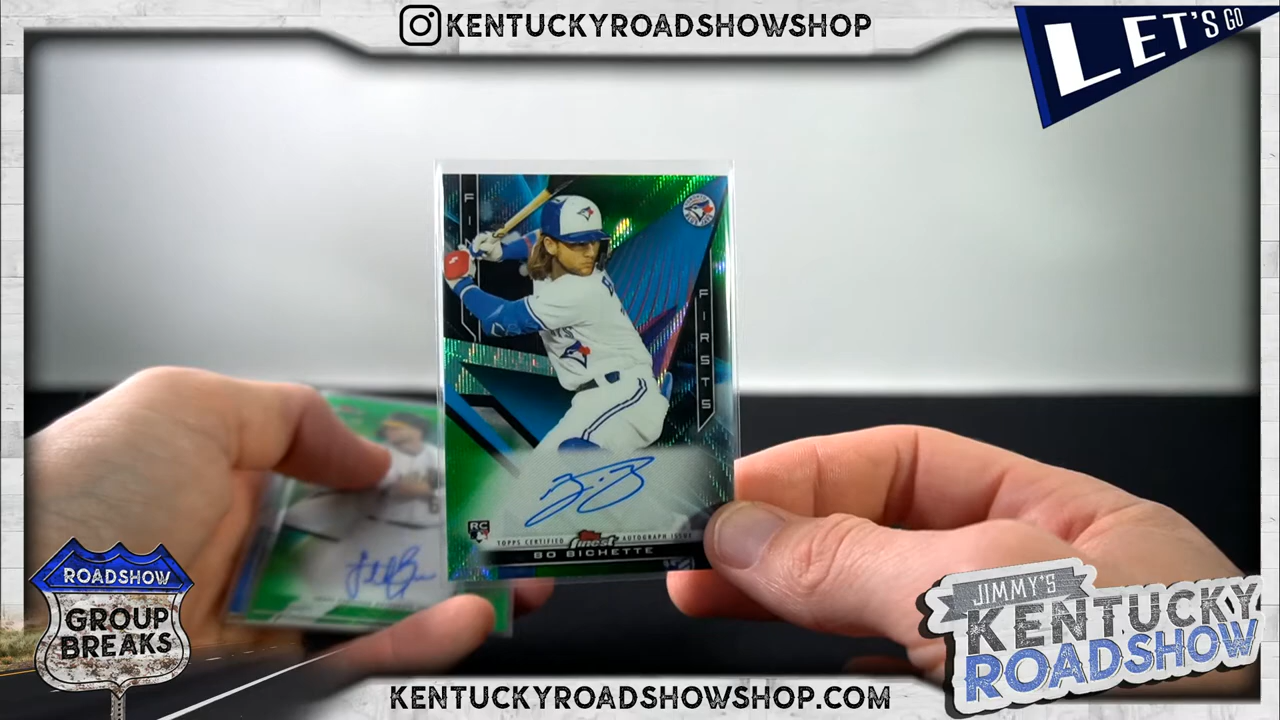 KENTUCKYROADSHOWSHOP
LET'S GO
FIRSTS
RC
TOPPS CERTIFIED finest AUTOGRAPH ISSUE
BO BICHETTE
ROADSHOW
GROUP
BREAKS
JIMMY'S
KENTUCKY
ROADSHOW
KENTUCKYROADSHOWSHOP.COM